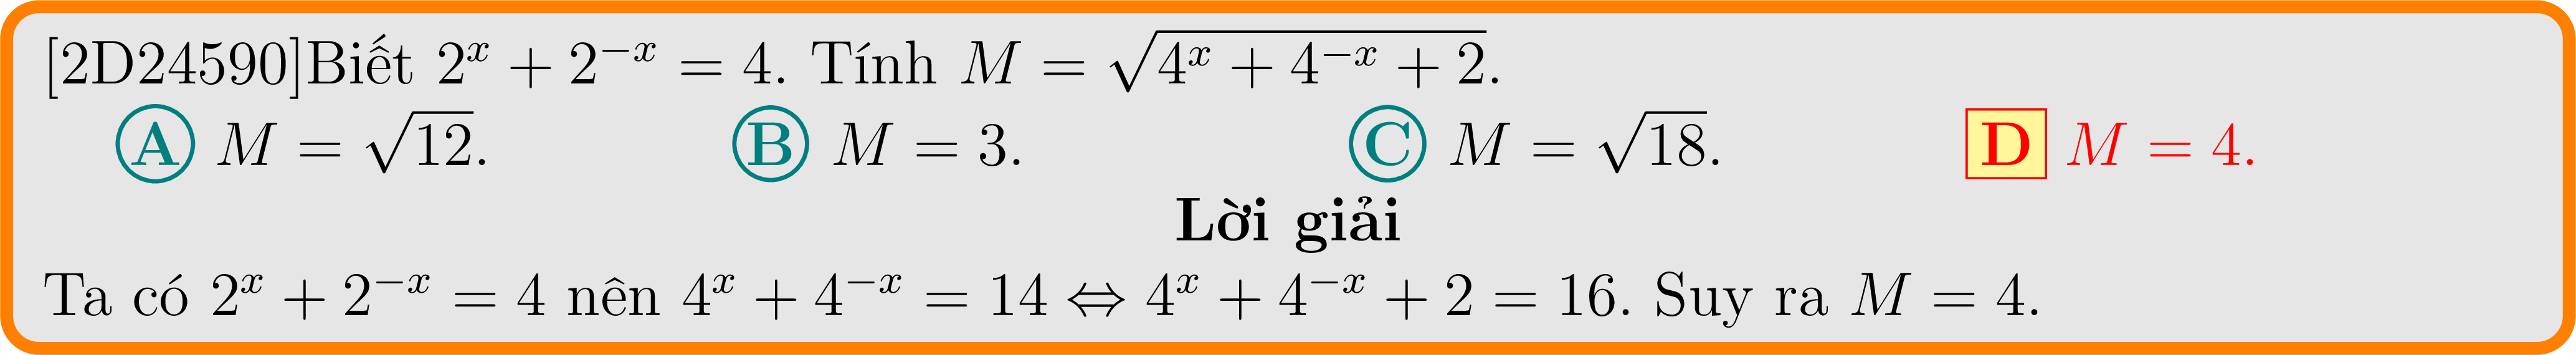 [2D24590]Biết $2^x + 2^{-x} = 4$. Tính $M = \sqrt{4^x + 4^{-x} + 2}$.
A $M = \sqrt{12}$. B $M = 3$. C $M = \sqrt{18}$. D $M = 4$.
Lời giải
Ta có $2^x + 2^{-x} = 4$ nên $4^x + 4^{-x} = 14 \Leftrightarrow 4^x + 4^{-x} + 2 = 16$. Suy ra $M = 4$.